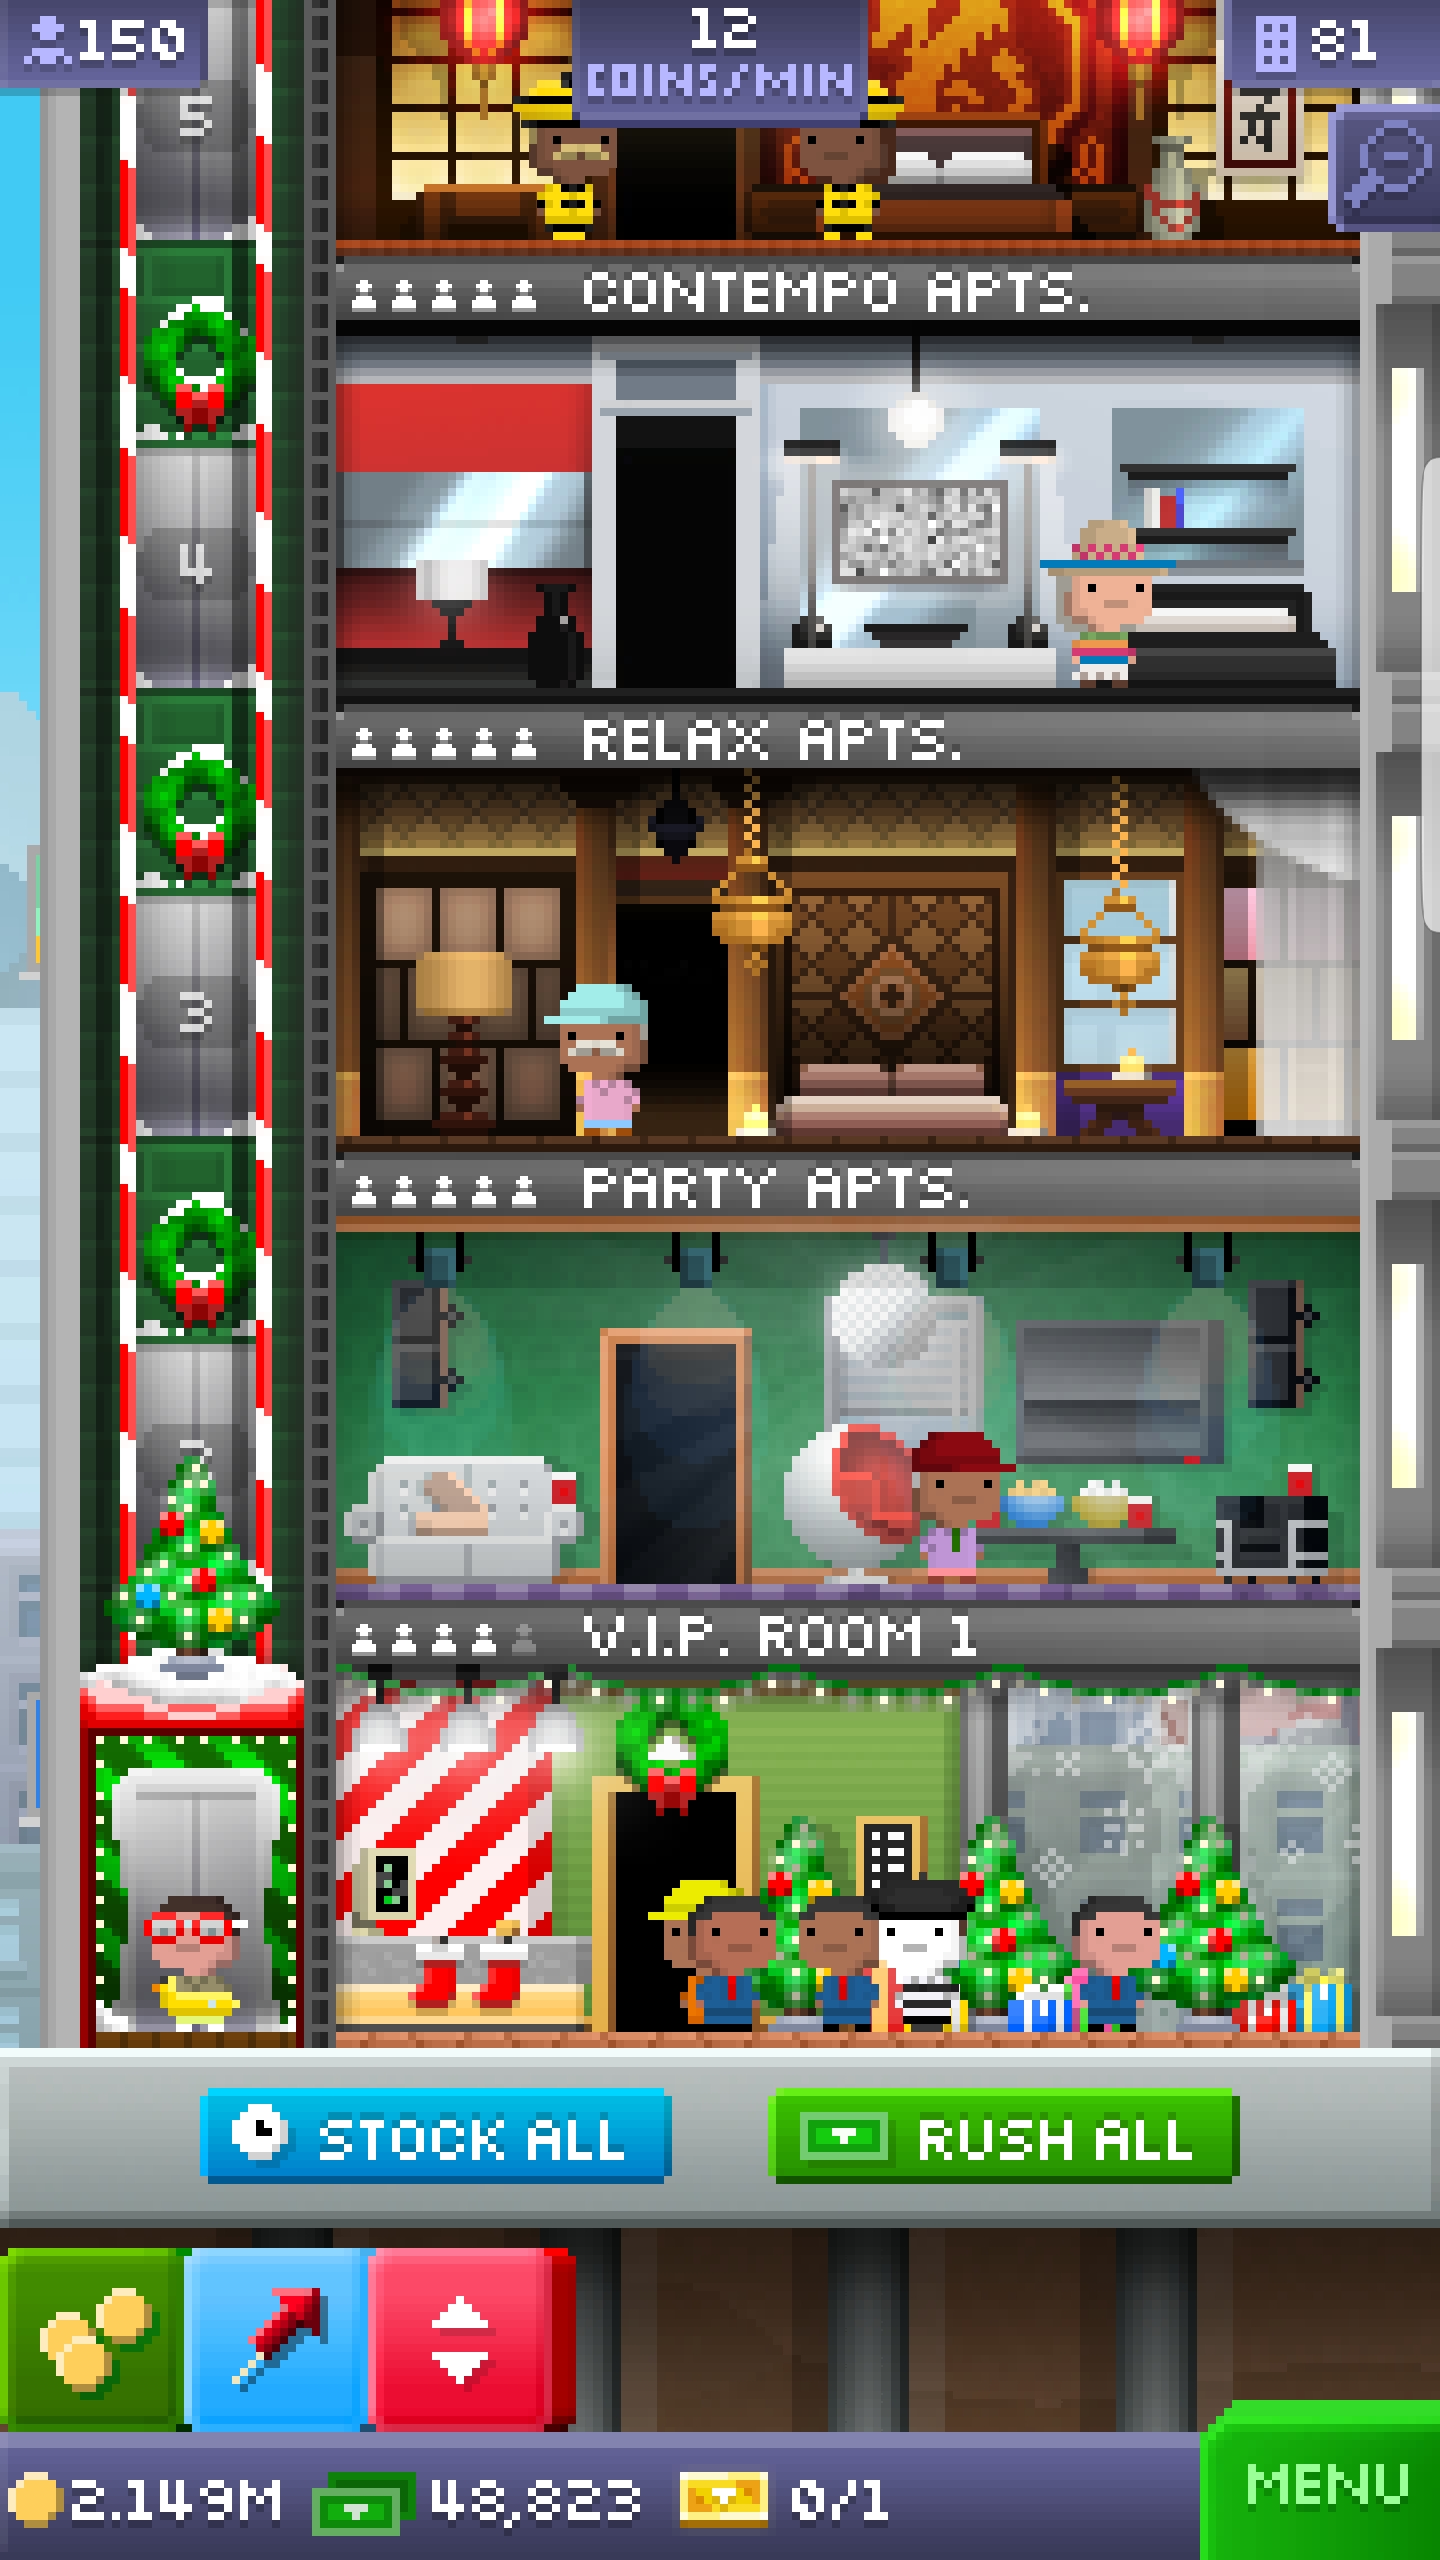 150
12
COINS/MIN
81
5
CONTEMPO APTS.
4
RELAX APTS.
3
PARTY APTS.
V.I.P. ROOM 1
STOCK ALL
RUSH ALL
2.149M
48,823
0/1
MENU